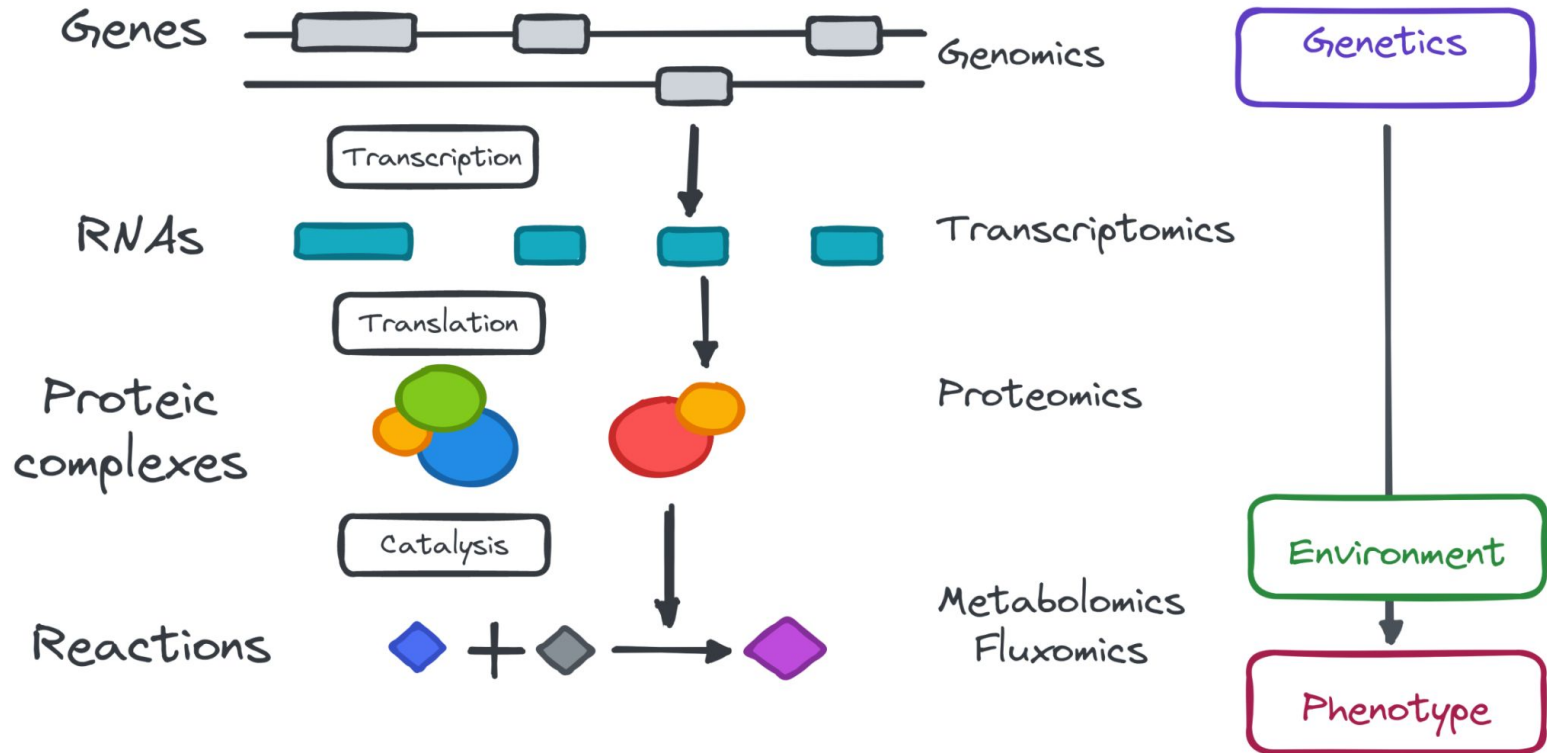 Genes
Genomics
Genetics
Transcription
RNAs
Transcriptomics
Translation
Proteic
complexes
Proteomics
Catalysis
Environment
Reactions
Metabolomics
Fluxomics
Phenotype